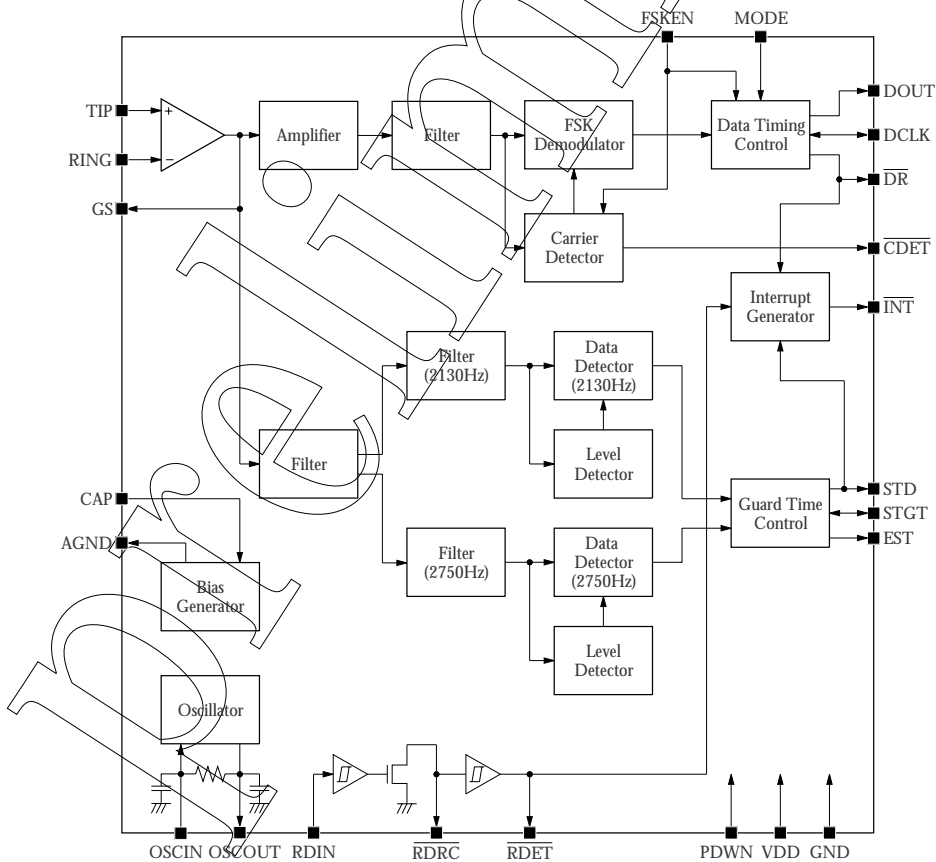 FSKEN MODE
TIP
RING
GS
CAP
AGND
+
−
Amplifier
Filter
FSK
Demodulator
Data Timing
Control
DOUT
DCLK
DR
CDET
INT
Carrier
Detector
Interrupt
Generator
Filter
(2130Hz)
Data
Detector
(2130Hz)
Level
Detector
Filter
Guard Time
Control
STD
STGT
EST
Filter
(2750Hz)
Data
Detector
(2750Hz)
Level
Detector
Bias
Generator
Oscillator
OSCIN OSCOUT RDIN RDRC RDET PDWN VDD GND
preliminary